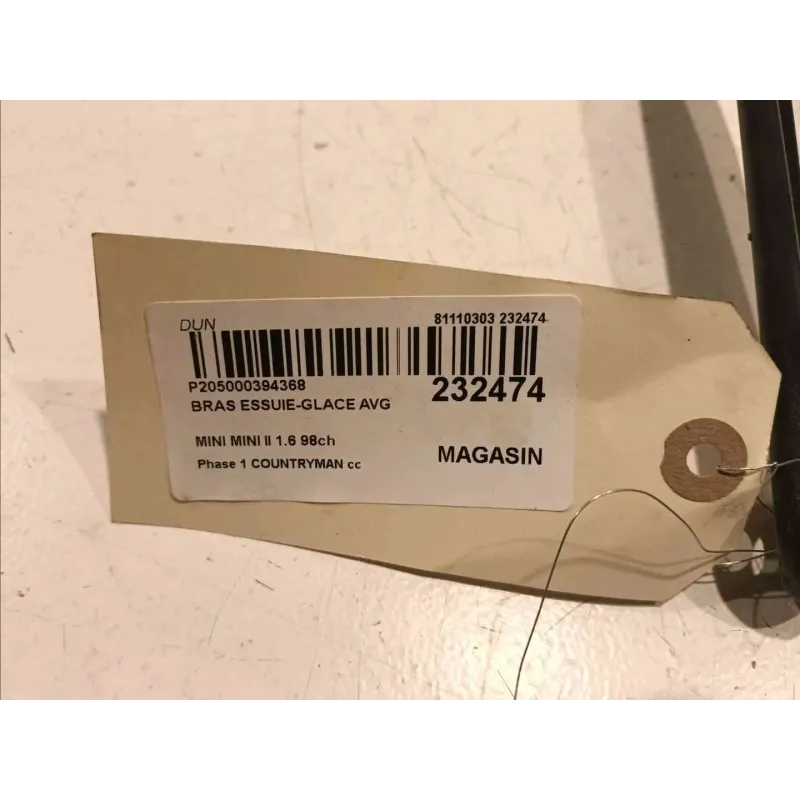 DUN 81110303 232474
P205000394368 232474
BRAS ESSUIE-GLACE AVG
MINI MINI II 1.6 98ch
Phase 1 COUNTRYMAN cc MAGASIN